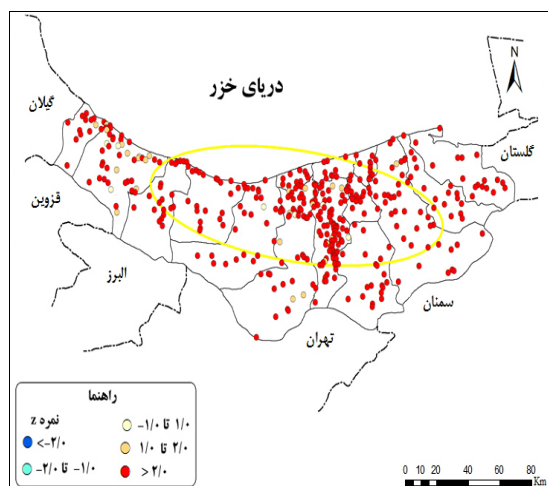 N
دریای خزر
گیلان
گلستان
قزوین
البرز
سمنان
تهران
راهنما
نمره z
<-۲/۰
-۲/۰ تا -۱/۰
-۱/۰ تا ۱/۰
۱/۰ تا ۲/۰
> ۲/۰
0 10 20 40 60 80
Km